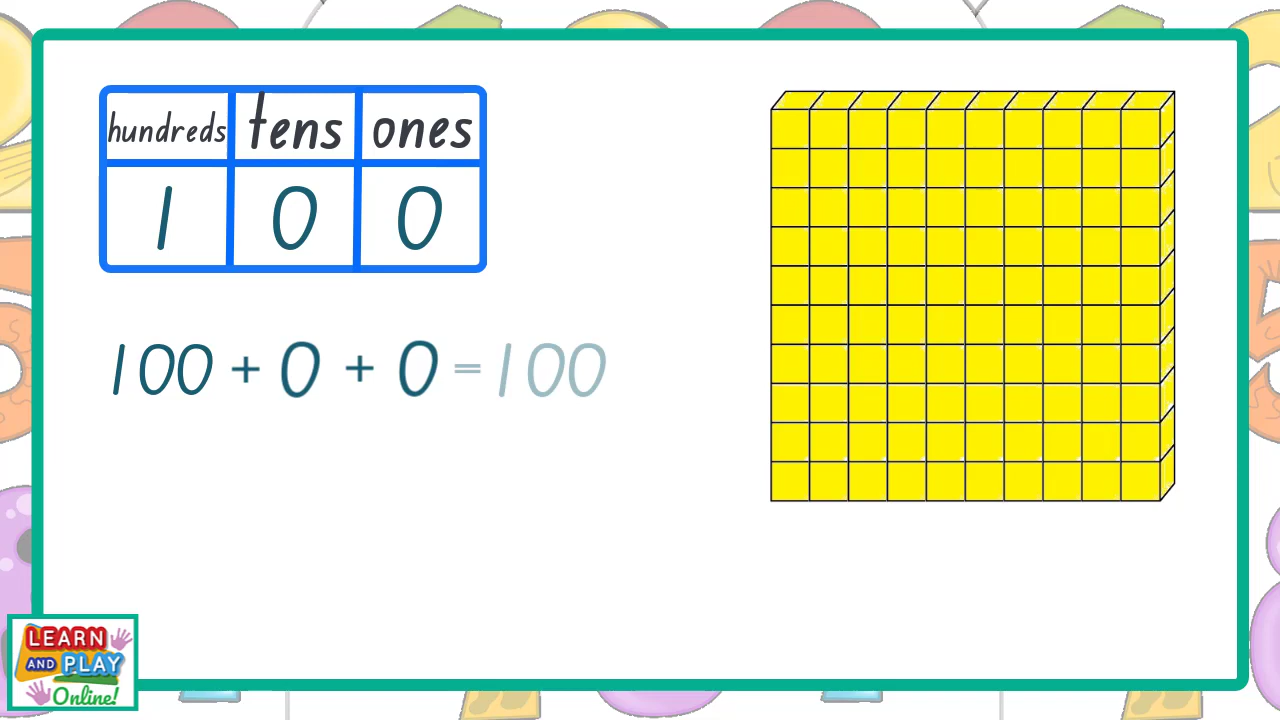 hundreds tens ones
1 0 0
100 + 0 + 0 = 100
LEARN
AND PLAY
Online!